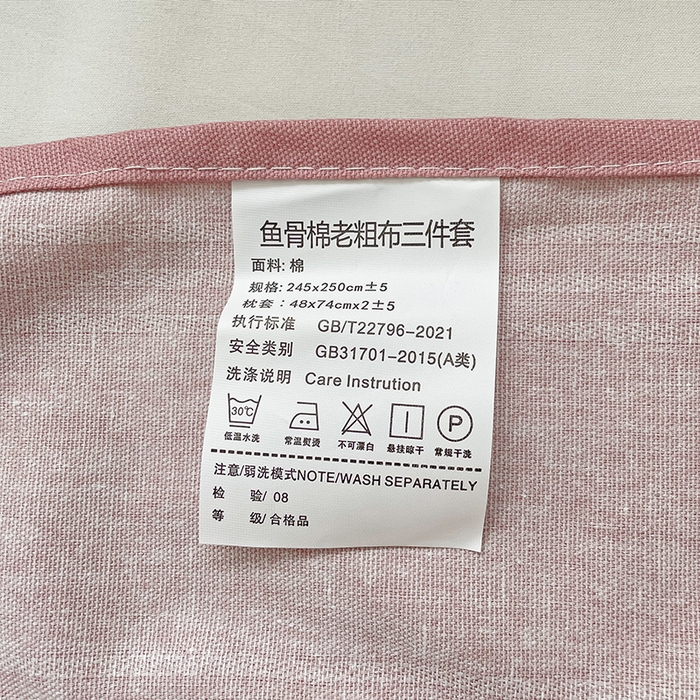 鱼骨棉老粗布三件套
面料: 棉
规格: 245x250cm±5
枕套: 48x74cmx2±5
执行标准 GB/T22796-2021
安全类别 GB31701-2015(A类)
洗涤说明 Care Instrution
30℃ P
低温水洗 常温熨烫 不可漂白 悬挂晾干 常规干洗
注意/弱洗模式NOTE/WASH SEPARATELY
检 验/ 08
等 级/ 合格品